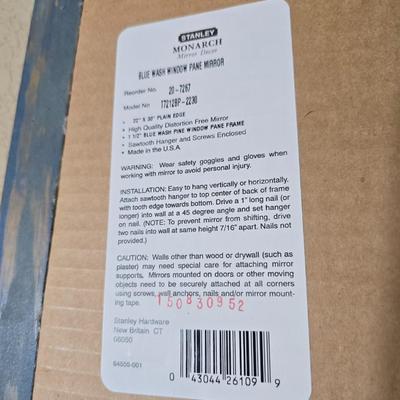 STANLEY
MONARCH
Mirror Decor
BLUE WASH WINDOW PANE MIRROR
Reorder No. 20-7267
Model No 17212BP-2230
• 22" X 30" PLAIN EDGE
• High Quality Distortion Free Mirror
• 1 1/2" BLUE WASH PINE WINDOW PANE FRAME
• Sawtooth Hanger and Screws Enclosed
• Made in the U.S.A.
WARNING: Wear safety goggles and gloves when
working with mirror to avoid personal injury.
INSTALLATION: Easy to hang vertically or horizontally.
Attach sawtooth hanger to top center of back of frame
with tooth edge towards bottom. Drive a 1" long nail (or
longer) into wall at a 45 degree angle and set hanger
on nail. (NOTE: To prevent mirror from shifting, drive
two nails into wall at same height 7/16" apart. Nails not
provided.)
CAUTION: Walls other than wood or drywall (such as
plaster) may need special care for attaching mirror
supports. Mirrors mounted on doors or other moving
objects need to be securely attached at all corners
using screws, wall anchors, nails and/or mirror mount-
ing tape.
150830952
Stanley Hardware
New Britain CT
06050
64500-001
0 43044 26109 9